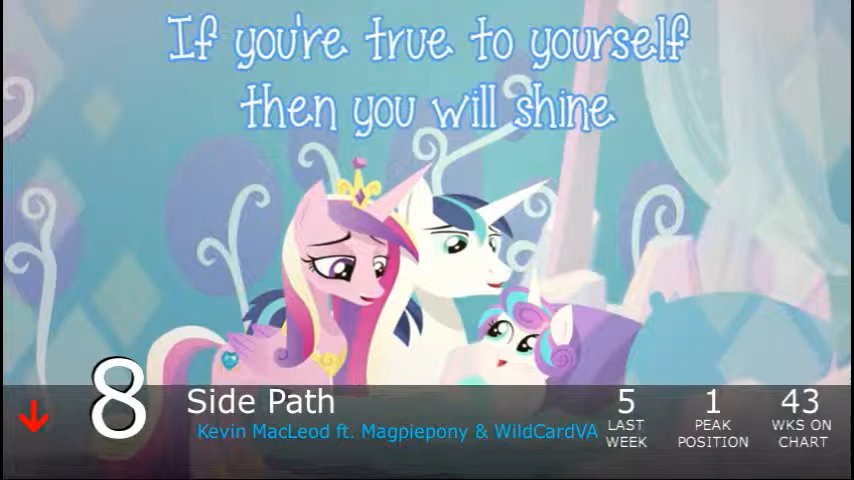 If you're true to yourself
then you will shine
8
Side Path
Kevin MacLeod ft. Magpiepony & WildCardVA
5
LAST
WEEK
1
PEAK
POSITION
43
WKS ON
CHART